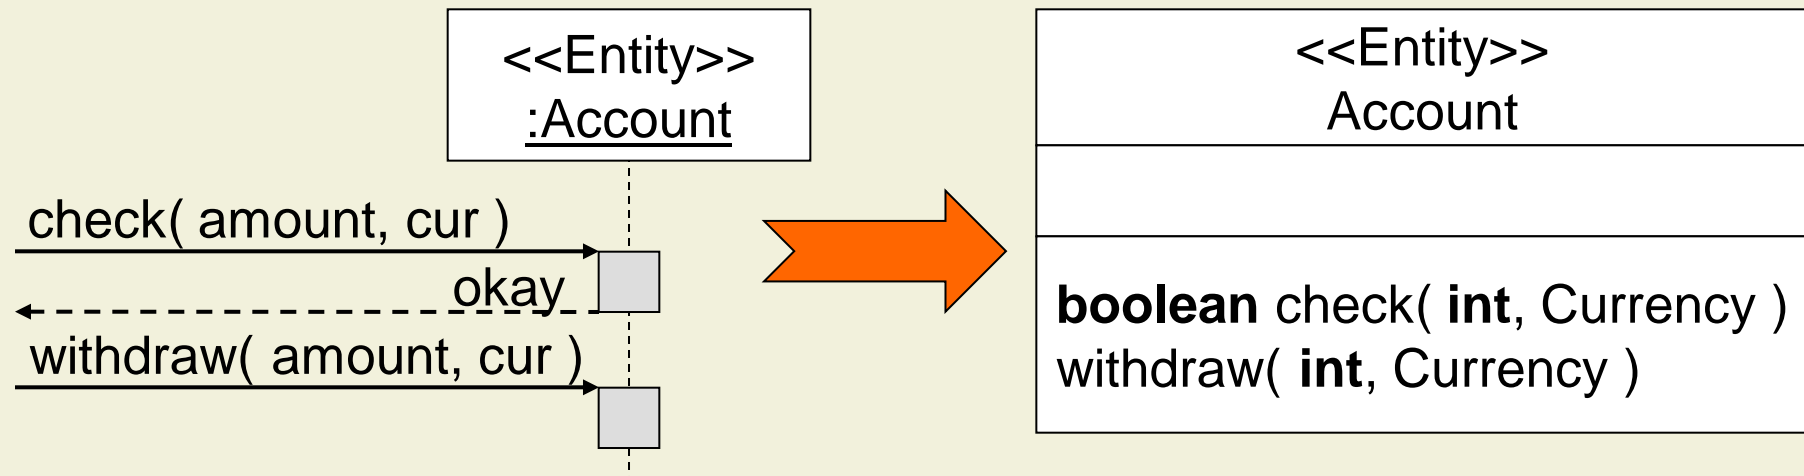 <<Entity>>
:Account
check( amount, cur )
okay
withdraw( amount, cur )
<<Entity>>
Account
boolean check( int, Currency )
withdraw( int, Currency )